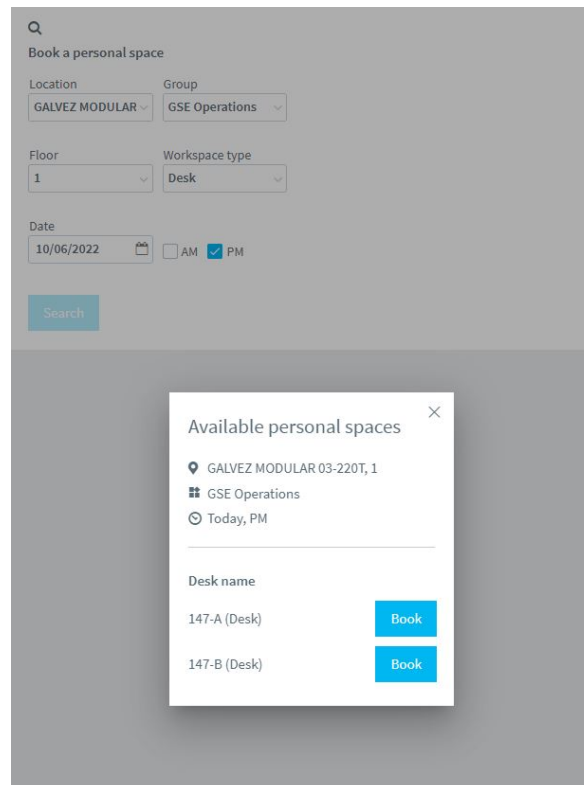 Book a personal space
Location Group
GALVEZ MODULAR GSE Operations
Floor Workspace type
1 Desk
Date
10/06/2022 AM PM
Search
Available personal spaces
GALVEZ MODULAR 03-220T, 1
GSE Operations
Today, PM
Desk name
147-A (Desk) Book
147-B (Desk) Book